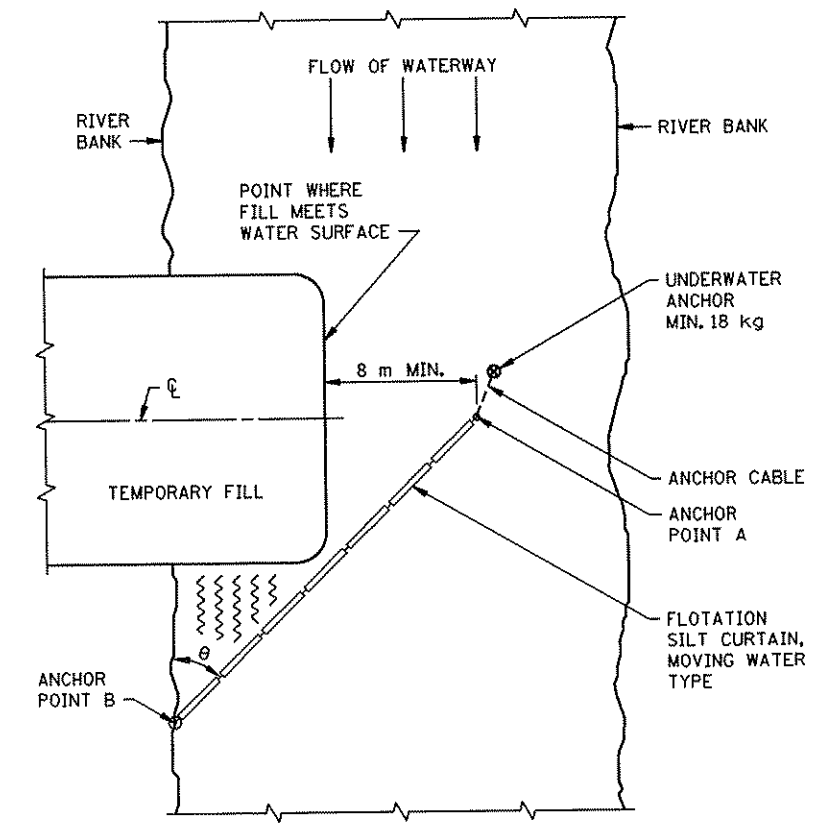 FLOW OF WATERWAY
RIVER
BANK
RIVER BANK
POINT WHERE
FILL MEETS
WATER SURFACE
UNDERWATER
ANCHOR
MIN. 18 kg
8 m MIN.
℄
TEMPORARY FILL
ANCHOR CABLE
ANCHOR
POINT A
FLOTATION
SILT CURTAIN,
MOVING WATER
TYPE
θ
ANCHOR
POINT B